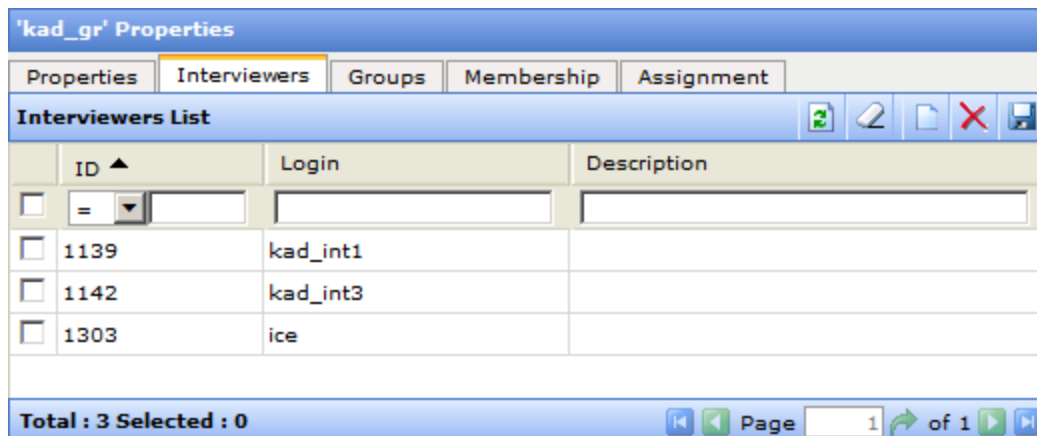 'kad_gr' Properties
Properties Interviewers Groups Membership Assignment
Interviewers List
ID Login Description
=
1139 kad_int1
1142 kad_int3
1303 ice
Total : 3 Selected : 0 Page 1 of 1